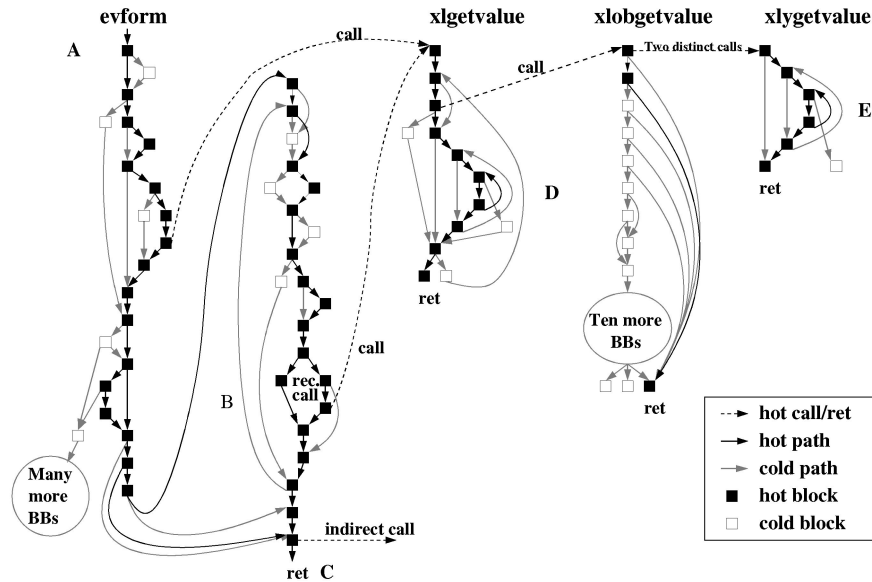 evform
xlgetvalue
xlobgetvalue
xlygetvalue
A
call
call
Two distinct calls
E
ret
D
ret
call
B
rec.
call
Ten more
BBs
ret
Many
more
BBs
indirect call
ret
C
hot call/ret
hot path
cold path
hot block
cold block